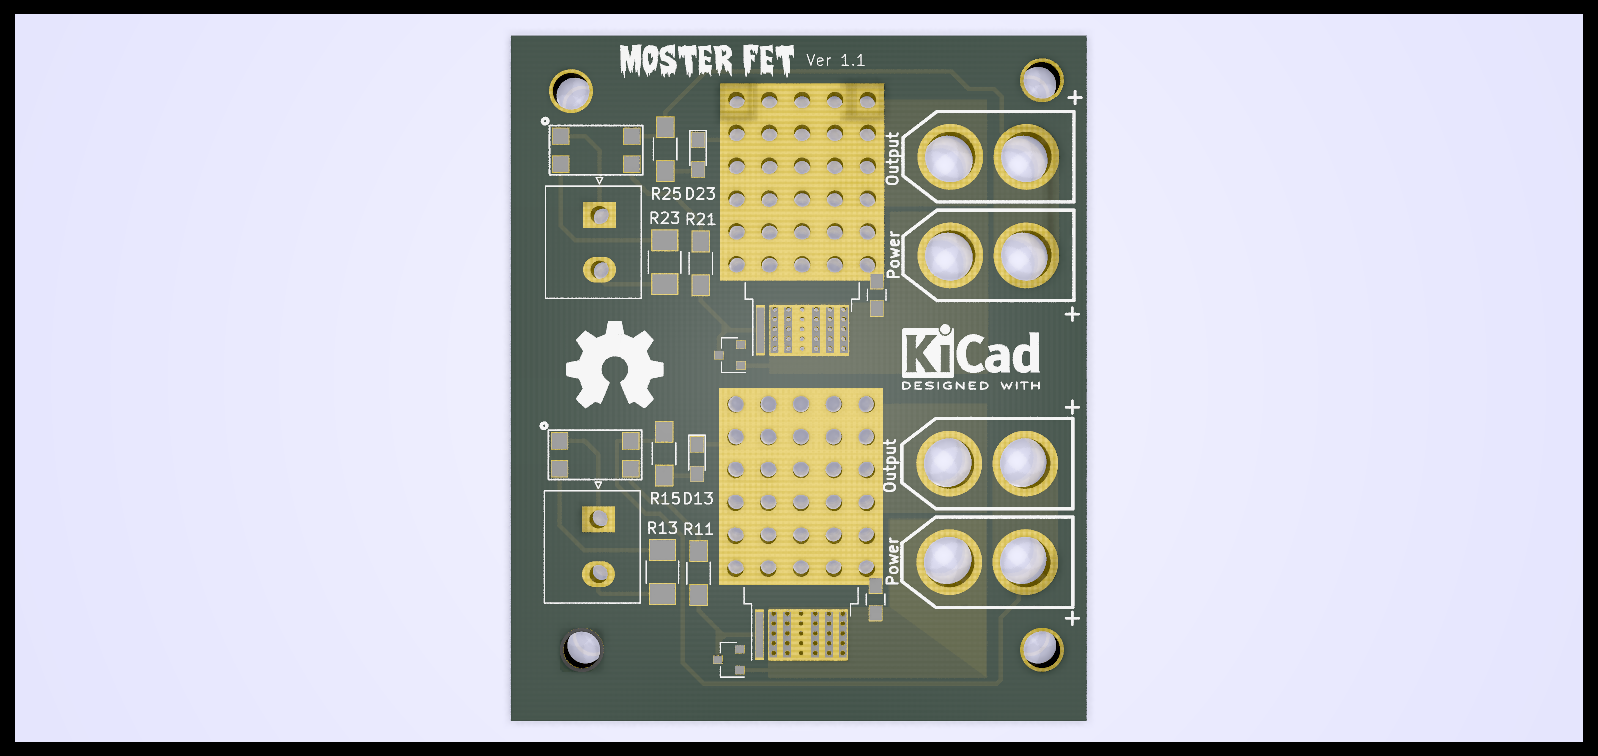 MOSTER FET Ver 1.1
+
Output
R25 D23
R23 R21
Power
+
KiCad
DESIGNED WITH
+
Output
R15 D13
R13 R11
Power
+